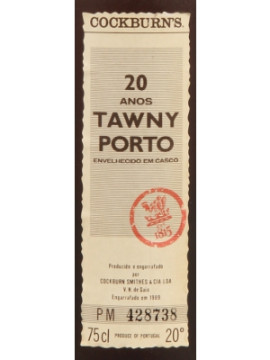 COCKBURN'S
20
ANOS
TAWNY
PORTO
ENVELHECIDO EM CASCO
1815
Produzido e engarrafado
por
COCKBURN SMITHES & CIA. LDA
V. N. de Gaia
Engarrafado em
PM 428738
75cl PRODUCE OF PORTUGAL 20°